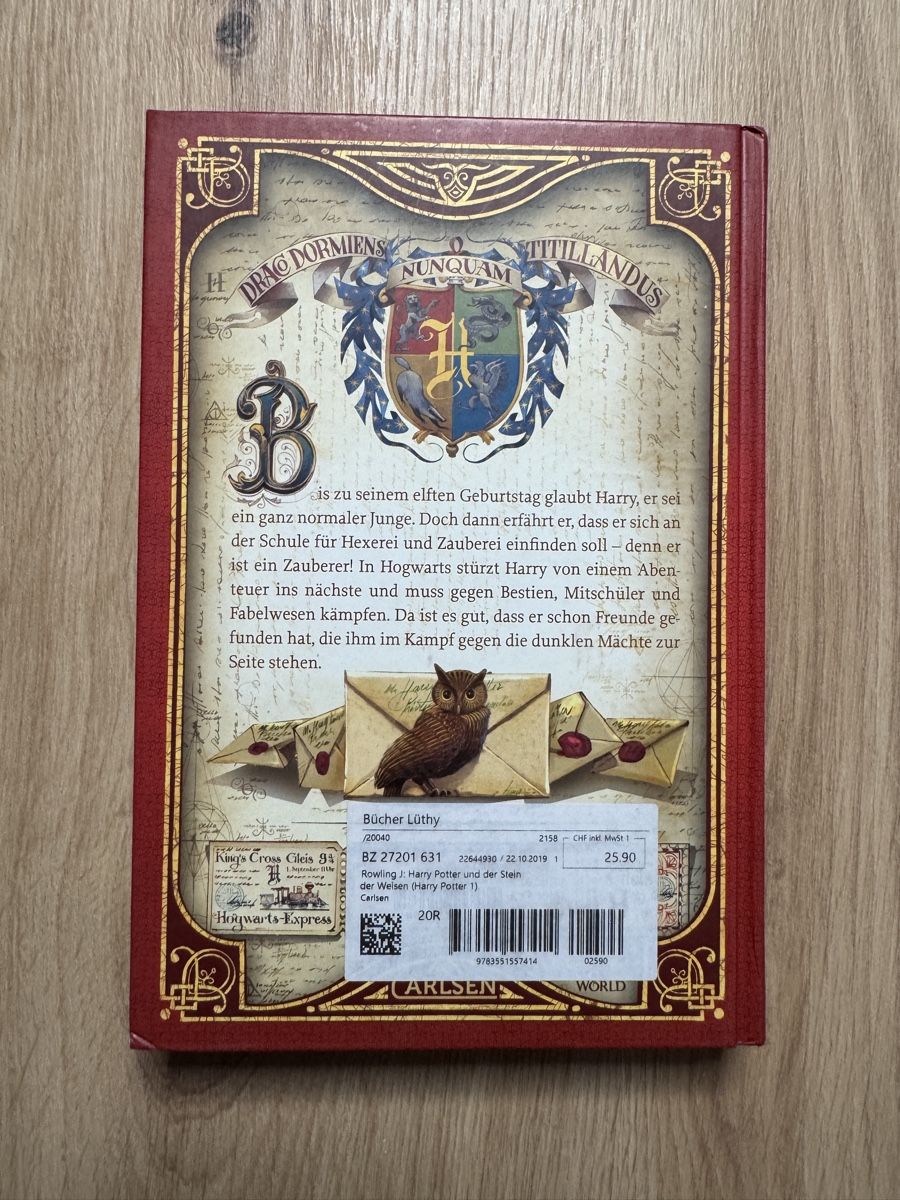 DRACO DORMIENS NUNQUAM TITILLANDUS
H
Bis zu seinem elften Geburtstag glaubt Harry, er sei
ein ganz normaler Junge. Doch dann erfährt er, dass er sich an
der Schule für Hexerei und Zauberei einfinden soll – denn er
ist ein Zauberer! In Hogwarts stürzt Harry von einem Aben-
teuer ins nächste und muss gegen Bestien, Mitschüler und
Fabelwesen kämpfen. Da ist es gut, dass er schon Freunde ge-
funden hat, die ihm im Kampf gegen die dunklen Mächte zur
Seite stehen.
Bücher Lüthy
/20040 2158 CHF inkl. MwSt 1
BZ 27201 631 22644930 / 22.10.2019 1 25.90
Rowling J: Harry Potter und der Stein
der Weisen (Harry Potter 1)
Carlsen
20R
9783551557414 02590
King's Cross Gleis 9¾
1. September 11 Uhr
H
Hogwarts-Express
ARLSEN
WORLD